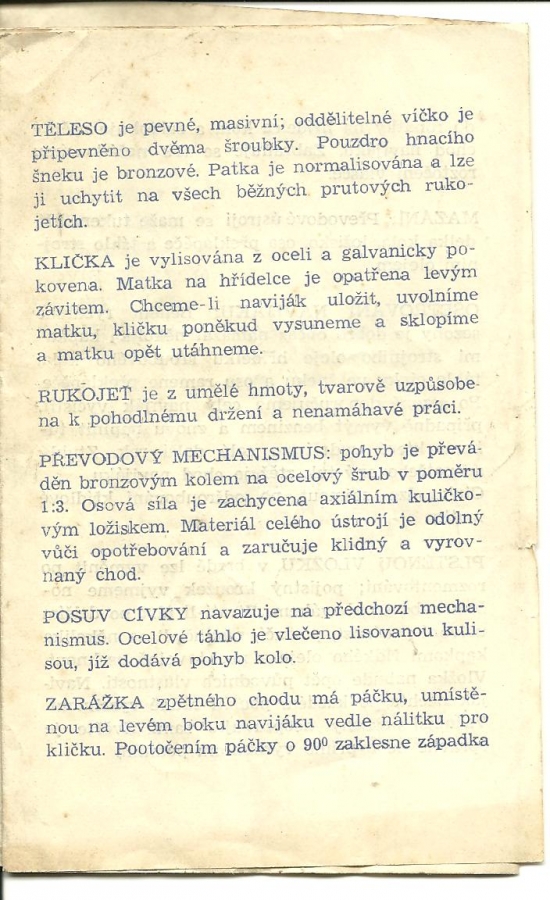 TĚLESO je pevné, masivní; oddělitelné víčko je
připevněno dvěma šroubky. Pouzdro hnacího
šneku je bronzové. Patka je normalisována a lze
ji uchytit na všech běžných prutových ruko-
jetích.
KLIČKA je vylisována z oceli a galvanicky po-
kovena. Matka na hřídelce je opatřena levým
závitem. Chceme-li naviják uložit, uvolníme
matku, kličku poněkud vysuneme a sklopíme
a matku opět utáhneme.
RUKOJEŤ je z umělé hmoty, tvarově uzpůsobe-
na k pohodlnému držení a nenamáhavé práci.
PŘEVODOVÝ MECHANISMUS: pohyb je převá-
děn bronzovým kolem na ocelový šrub v poměru
1:3. Osová síla je zachycena axiálním kuličko-
vým ložiskem. Materiál celého ústrojí je odolný
vůči opotřebování a zaručuje klidný a vyrov-
naný chod.
POSUV CÍVKY navazuje na předchozí mecha-
nismus. Ocelové táhlo je vlečeno lisovanou kuli-
sou, jíž dodává pohyb kolo.
ZARÁŽKA zpětného chodu má páčku, umístě-
nou na levém boku navijáku vedle nálitku pro
kličku. Pootočením páčky o 90⁰ zaklesne západka